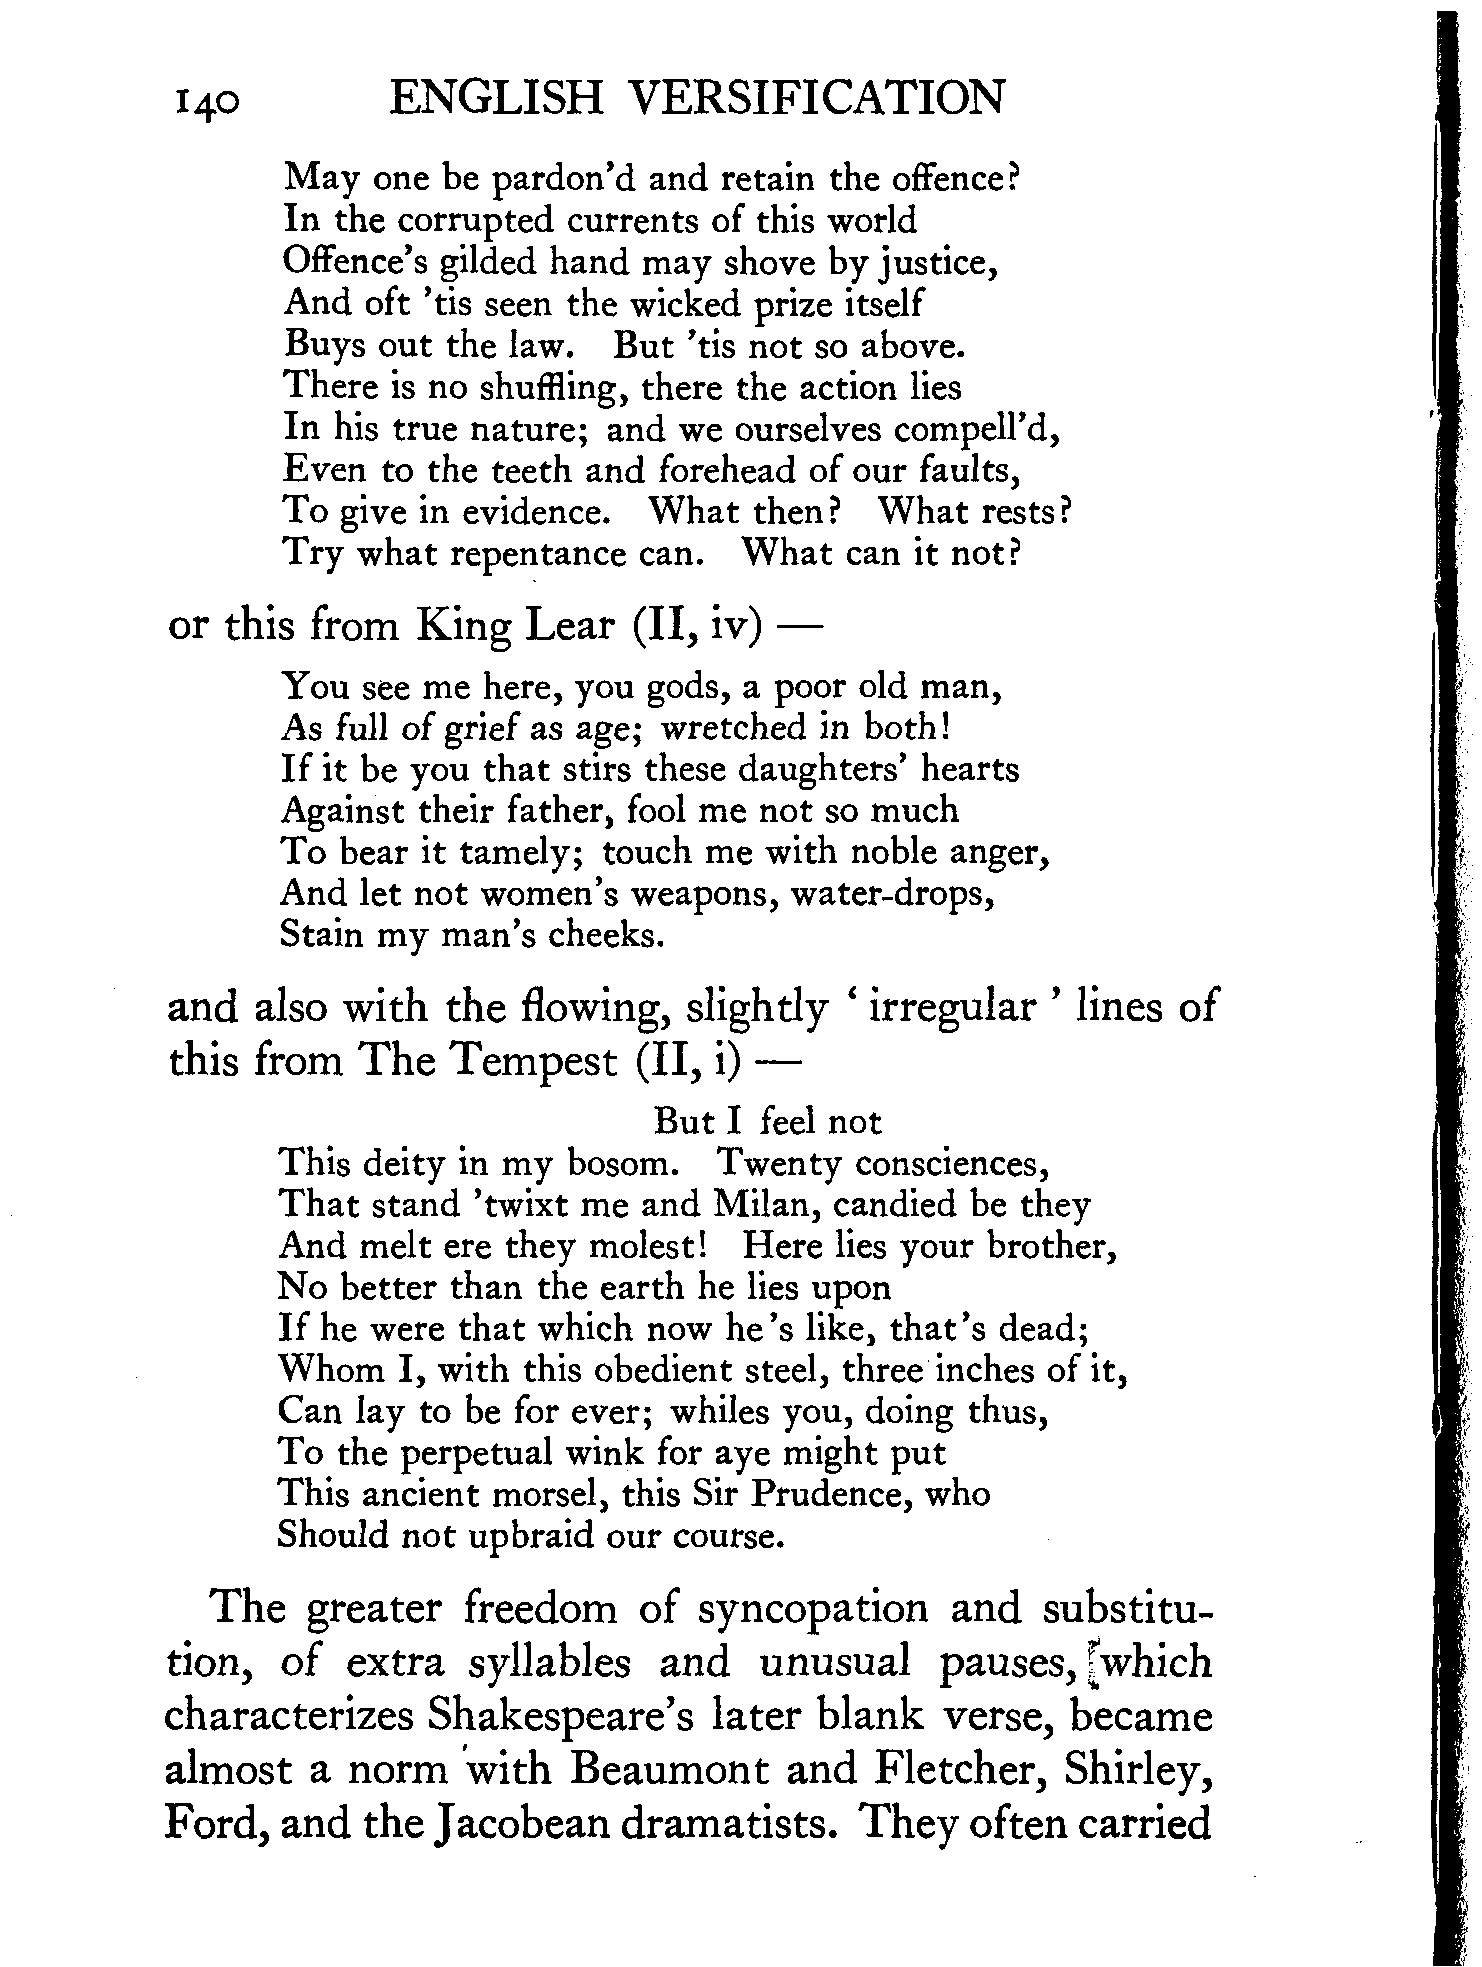 140 ENGLISH VERSIFICATION
May one be pardon'd and retain the offence?
In the corrupted currents of this world
Offence's gilded hand may shove by justice,
And oft 'tis seen the wicked prize itself
Buys out the law. But 'tis not so above.
There is no shuffling, there the action lies
In his true nature; and we ourselves compell'd,
Even to the teeth and forehead of our faults,
To give in evidence. What then? What rests?
Try what repentance can. What can it not?
or this from King Lear (II, iv) —
You see me here, you gods, a poor old man,
As full of grief as age; wretched in both!
If it be you that stirs these daughters' hearts
Against their father, fool me not so much
To bear it tamely; touch me with noble anger,
And let not women's weapons, water-drops,
Stain my man's cheeks.
and also with the flowing, slightly ‘ irregular ’ lines of
this from The Tempest (II, i) —
But I feel not
This deity in my bosom. Twenty consciences,
That stand 'twixt me and Milan, candied be they
And melt ere they molest! Here lies your brother,
No better than the earth he lies upon
If he were that which now he's like, that's dead;
Whom I, with this obedient steel, three inches of it,
Can lay to be for ever; whiles you, doing thus,
To the perpetual wink for aye might put
This ancient morsel, this Sir Prudence, who
Should not upbraid our course.
The greater freedom of syncopation and substitu-
tion, of extra syllables and unusual pauses, which
characterizes Shakespeare's later blank verse, became
almost a norm with Beaumont and Fletcher, Shirley,
Ford, and the Jacobean dramatists. They often carried